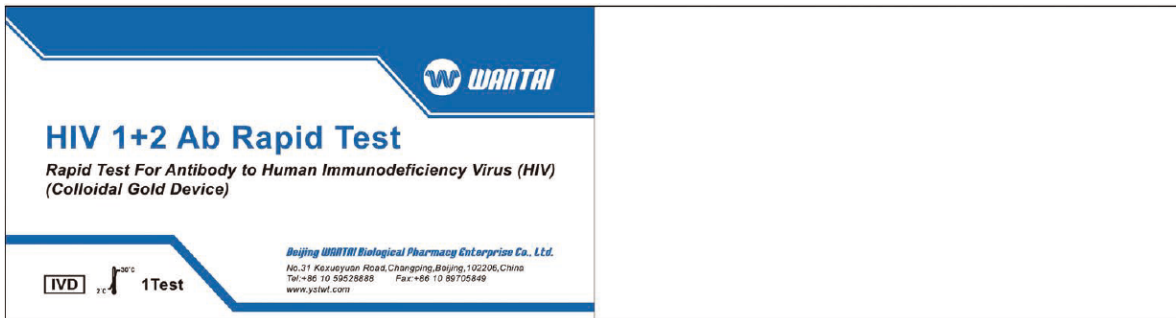 WANTAI
HIV 1+2 Ab Rapid Test
Rapid Test For Antibody to Human Immunodeficiency Virus (HIV)
(Colloidal Gold Device)
Beijing WANTAI Biological Pharmacy Enterprise Co., Ltd.
No.31 Kexueyuan Road,Changping,Beijing,102206,China
Tel:+86 10 59528888 Fax:+86 10 89705849
www.ystwt.com
30°C
IVD 2°C 1Test